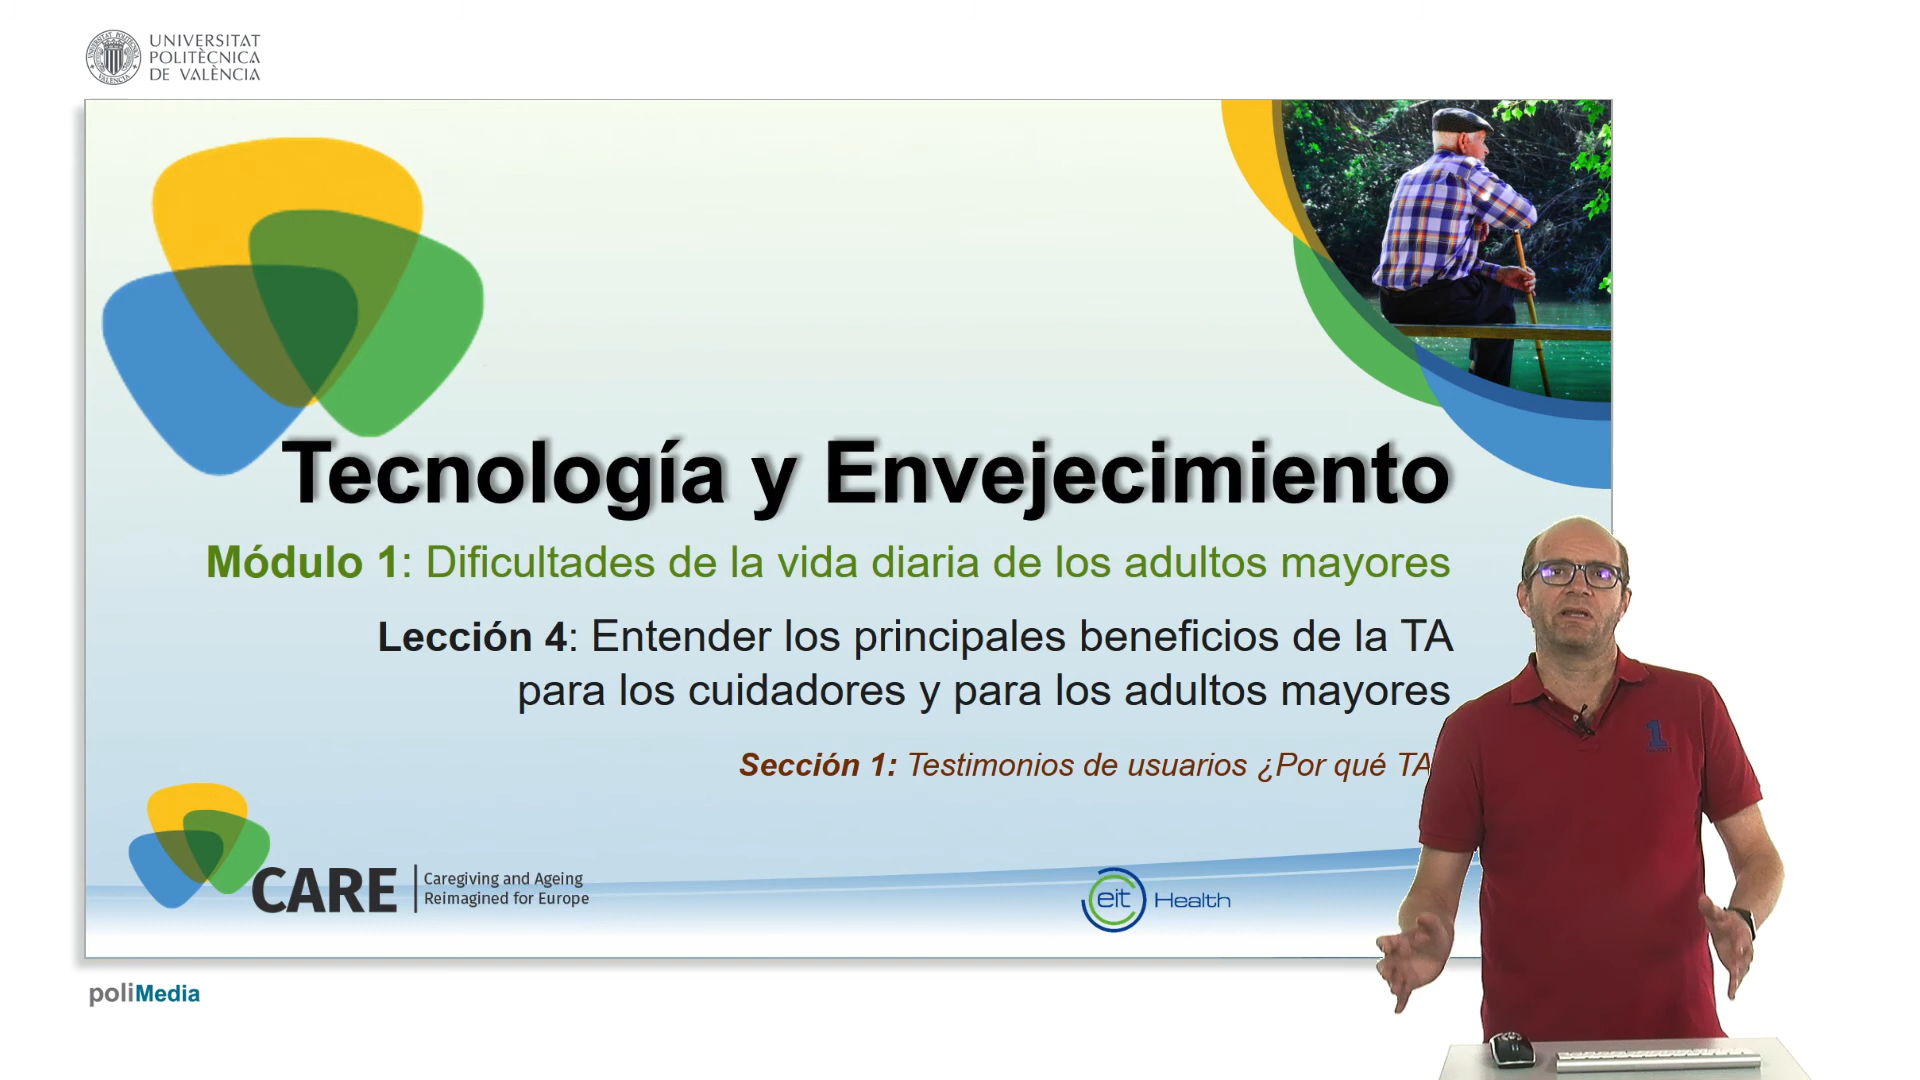 UNIVERSITAT
POLITÈCNICA
DE VALÈNCIA
Tecnología y Envejecimiento
Módulo 1: Dificultades de la vida diaria de los adultos mayores
Lección 4: Entender los principales beneficios de la TA
para los cuidadores y para los adultos mayores
Sección 1: Testimonios de usuarios ¿Por qué TA
CARE
Caregiving and Ageing
Reimagined for Europe
eit Health
1
poliMedia